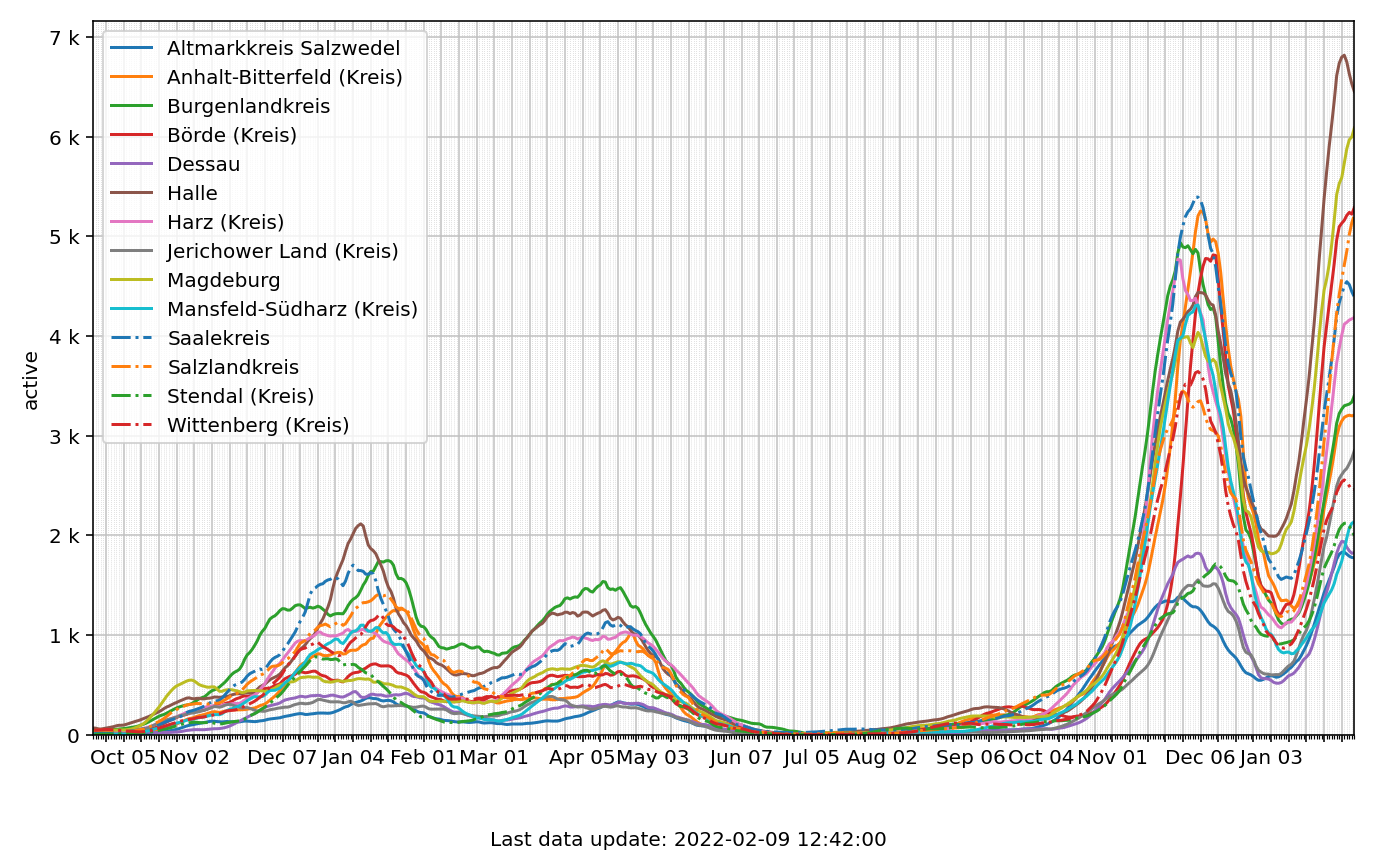 7 k
6 k
5 k
4 k
3 k
2 k
1 k
0
active
Altmarkkreis Salzwedel
Anhalt-Bitterfeld (Kreis)
Burgenlandkreis
Börde (Kreis)
Dessau
Halle
Harz (Kreis)
Jerichower Land (Kreis)
Magdeburg
Mansfeld-Südharz (Kreis)
Saalekreis
Salzlandkreis
Stendal (Kreis)
Wittenberg (Kreis)
Oct 05 Nov 02 Dec 07 Jan 04 Feb 01 Mar 01 Apr 05 May 03 Jun 07 Jul 05 Aug 02 Sep 06 Oct 04 Nov 01 Dec 06 Jan 03
Last data update: 2022-02-09 12:42:00